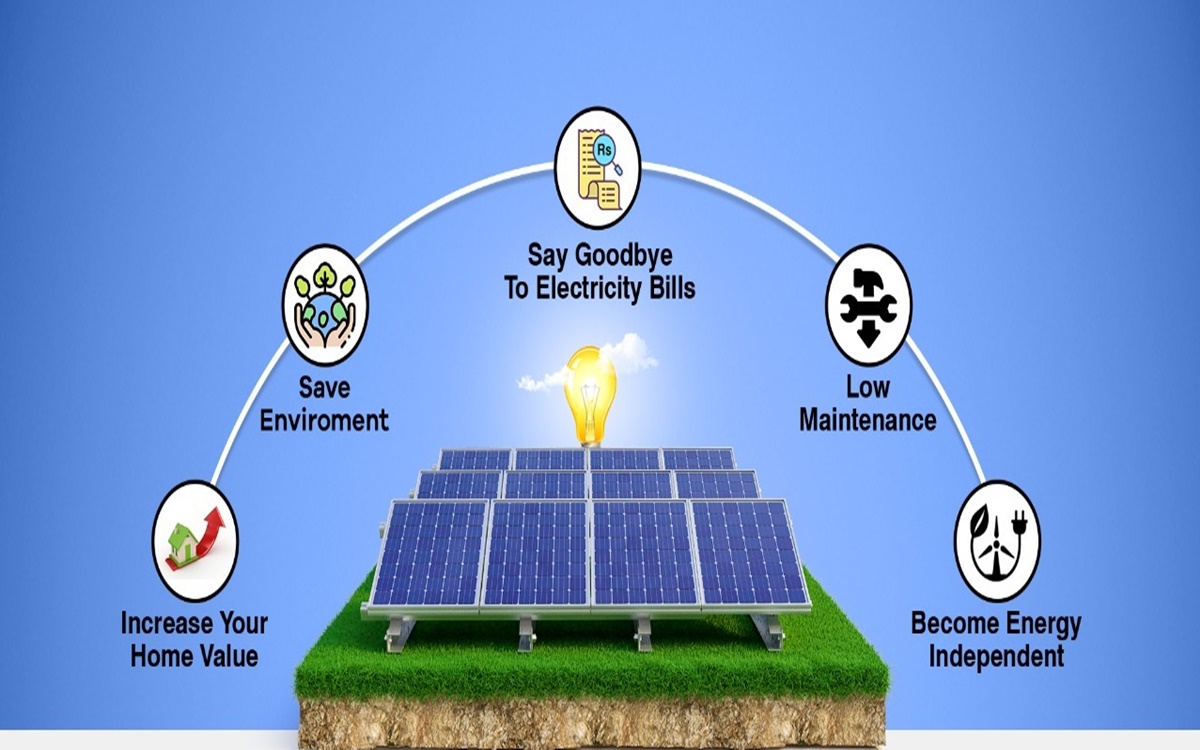 Rs
Say Goodbye
To Electricity Bills
Save
Enviroment
Low
Maintenance
Increase Your
Home Value
Become Energy
Independent